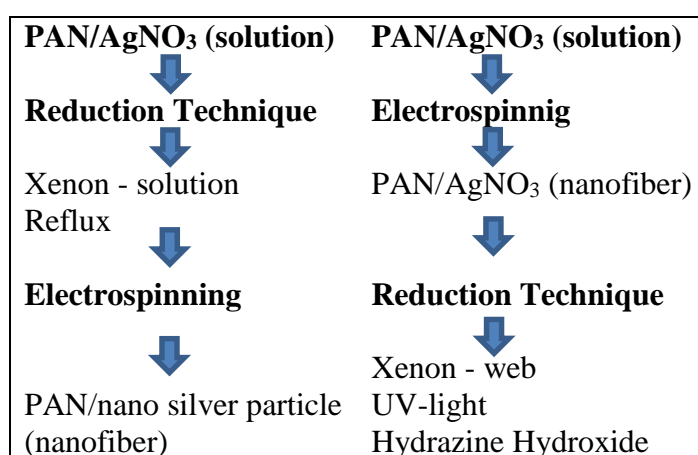 PAN/AgNO₃ (solution)
Reduction Technique
Xenon - solution
Reflux
Electrospinning
PAN/nano silver particle
(nanofiber)
PAN/AgNO₃ (solution)
Electrospinnig
PAN/AgNO₃ (nanofiber)
Reduction Technique
Xenon - web
UV-light
Hydrazine Hydroxide